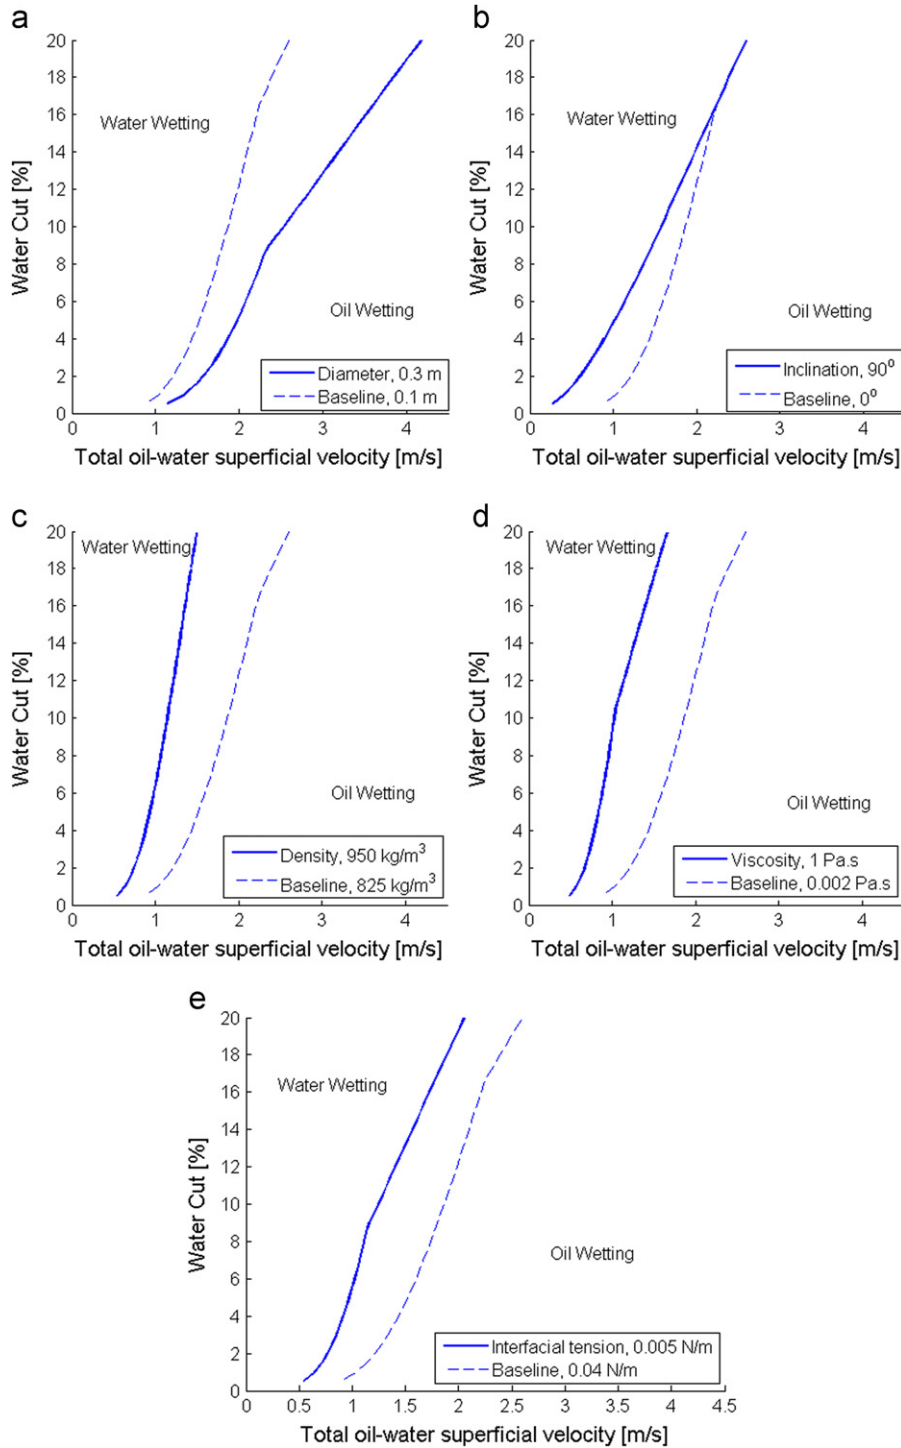 a
20
18
16
14
12
10
8
6
4
2
0
Water Cut [%]
Water Wetting
Oil Wetting
Diameter, 0.3 m
Baseline, 0.1 m
0 1 2 3 4
Total oil-water superficial velocity [m/s]
b
20
18
16
14
12
10
8
6
4
2
0
Water Cut [%]
Water Wetting
Oil Wetting
Inclination, 90º
Baseline, 0º
0 1 2 3 4
Total oil-water superficial velocity [m/s]
c
20
18
16
14
12
10
8
6
4
2
0
Water Cut [%]
Water Wetting
Oil Wetting
Density, 950 kg/m³
Baseline, 825 kg/m³
0 1 2 3 4
Total oil-water superficial velocity [m/s]
d
20
18
16
14
12
10
8
6
4
2
0
Water Cut [%]
Water Wetting
Oil Wetting
Viscosity, 1 Pa.s
Baseline, 0.002 Pa.s
0 1 2 3 4
Total oil-water superficial velocity [m/s]
e
20
18
16
14
12
10
8
6
4
2
0
Water Cut [%]
Water Wetting
Oil Wetting
Interfacial tension, 0.005 N/m
Baseline, 0.04 N/m
0 0.5 1 1.5 2 2.5 3 3.5 4 4.5
Total oil-water superficial velocity [m/s]